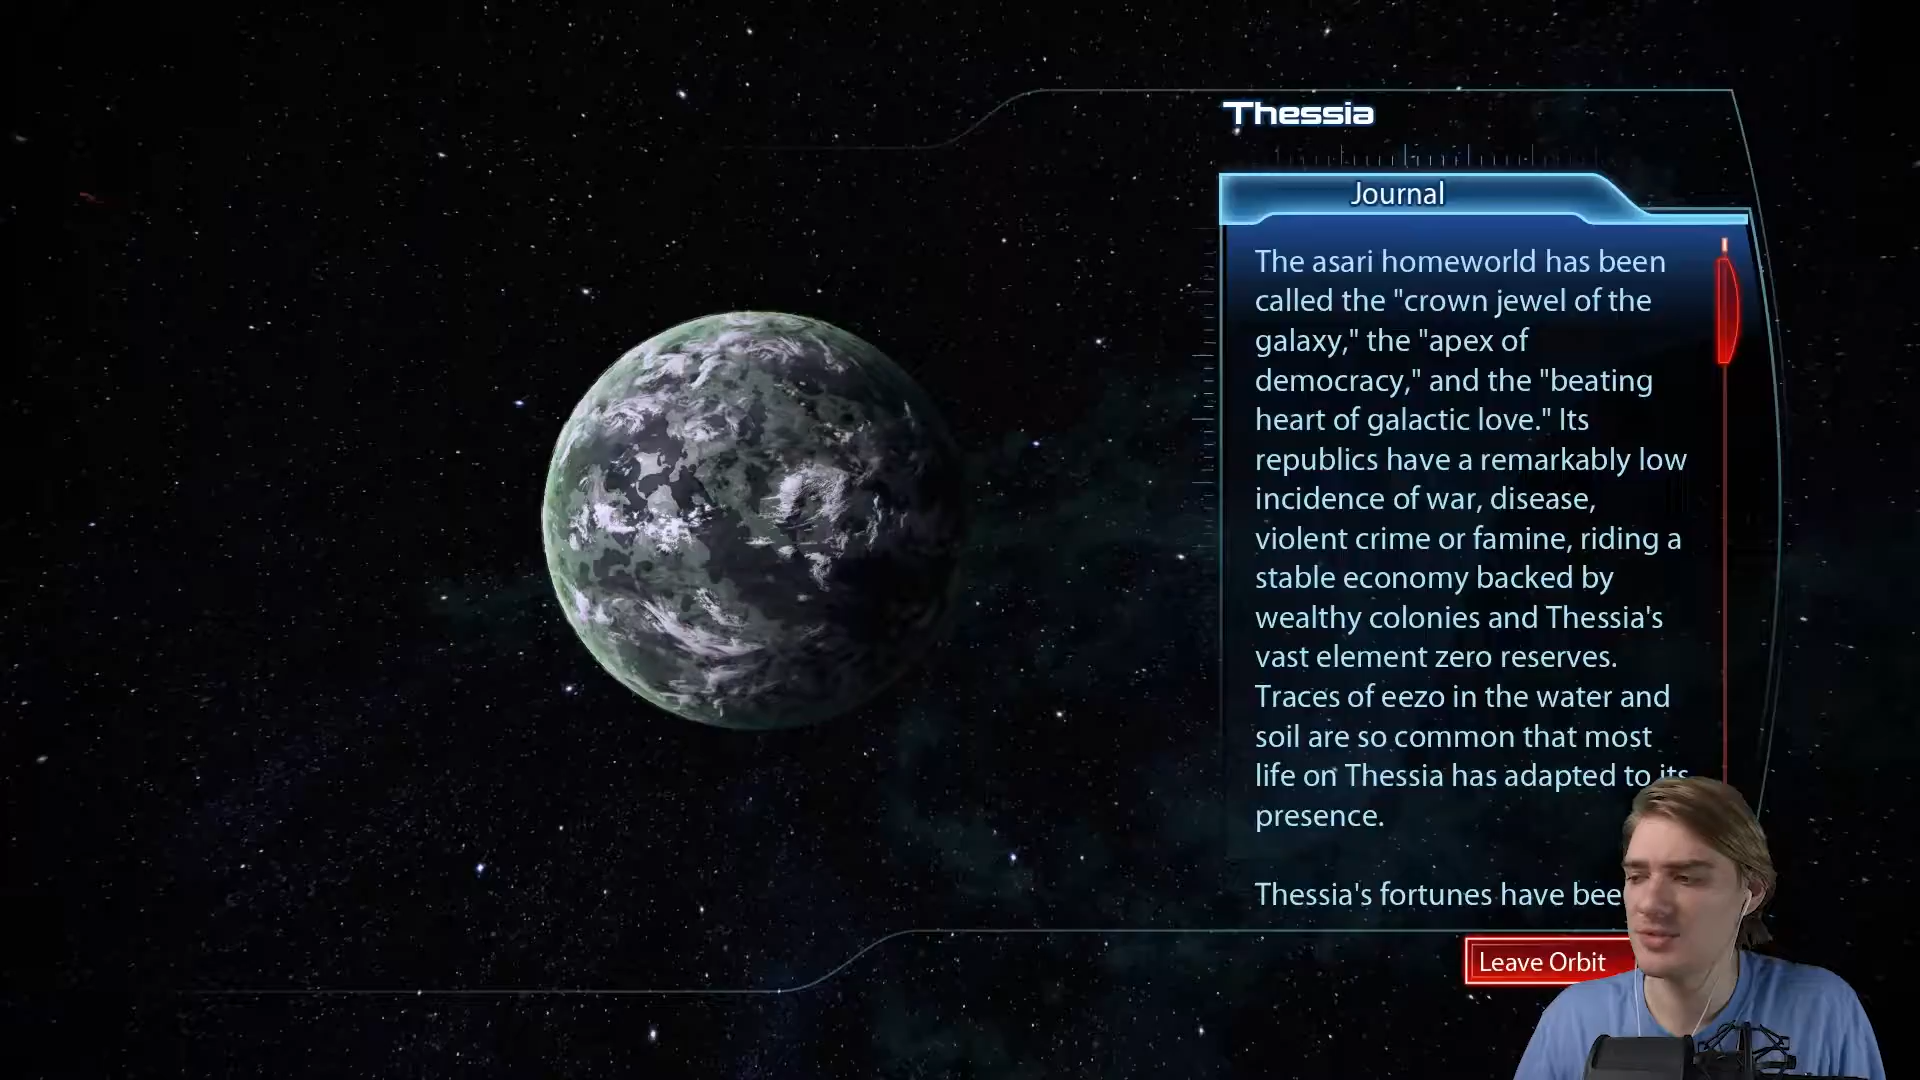 Thessia
Journal
The asari homeworld has been
called the "crown jewel of the
galaxy," the "apex of
democracy," and the "beating
heart of galactic love." Its
republics have a remarkably low
incidence of war, disease,
violent crime or famine, riding a
stable economy backed by
wealthy colonies and Thessia's
vast element zero reserves.
Traces of eezo in the water and
soil are so common that most
life on Thessia has adapted to its
presence.
Thessia's fortunes have bee
Leave Orbit